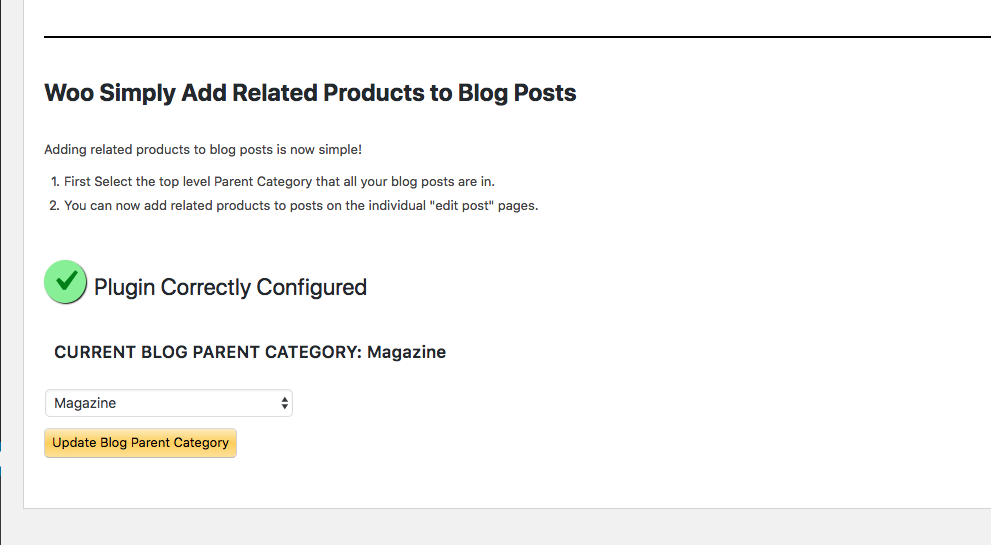 Woo Simply Add Related Products to Blog Posts
Adding related products to blog posts is now simple!
1. First Select the top level Parent Category that all your blog posts are in.
2. You can now add related products to posts on the individual "edit post" pages.
Plugin Correctly Configured
CURRENT BLOG PARENT CATEGORY: Magazine
Magazine
Update Blog Parent Category